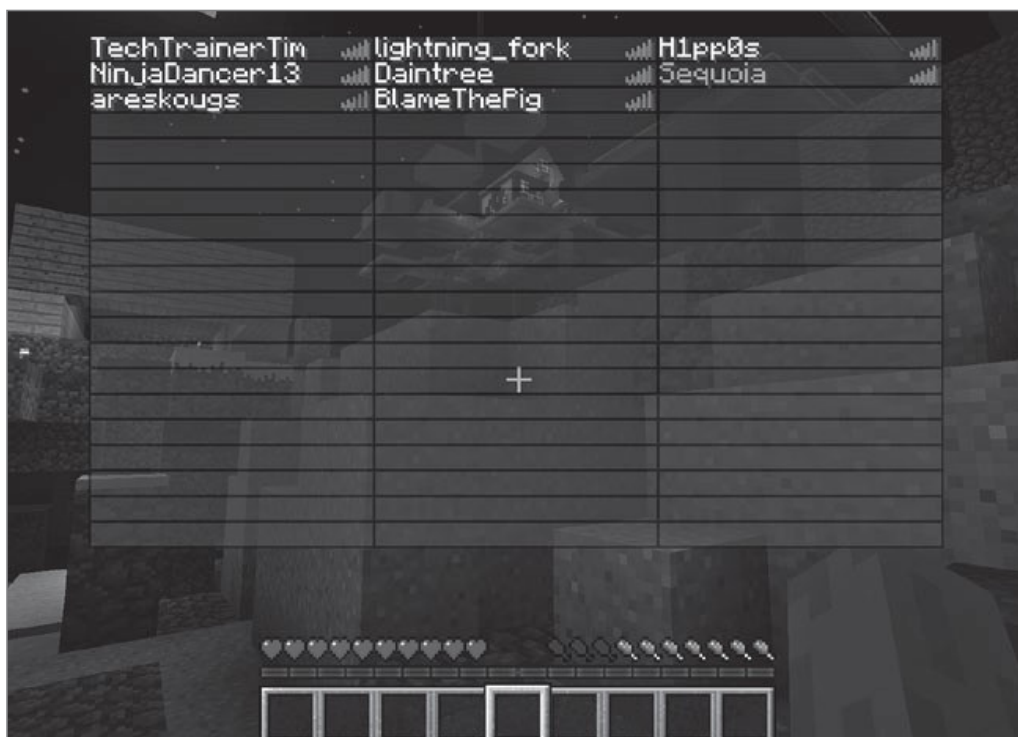 TechTrainerTim lightning_fork H1pp0s
NinjaDancer13 Daintree Sequoia
areskougs BlameThePig